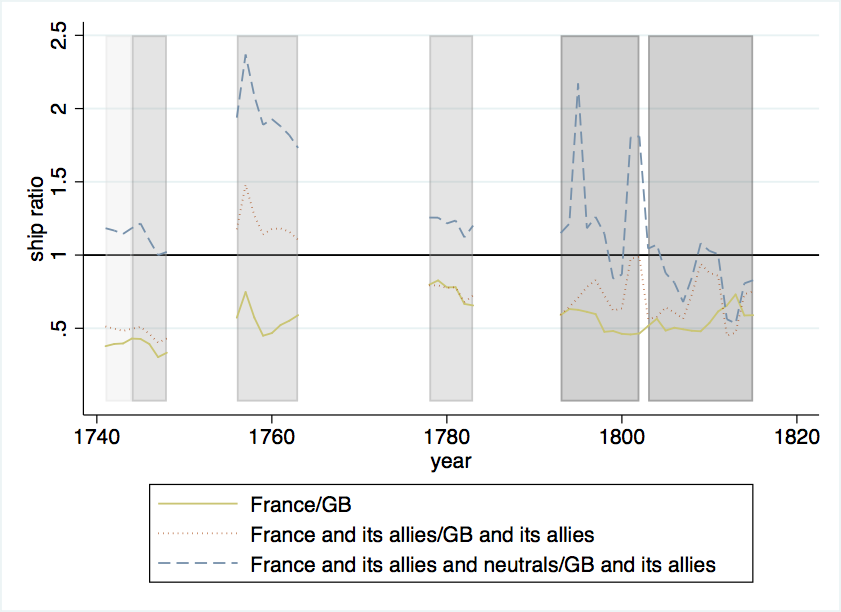 2.5
2
1.5
1
.5
ship ratio
1740 1760 1780 1800 1820
year
France/GB
France and its allies/GB and its allies
France and its allies and neutrals/GB and its allies